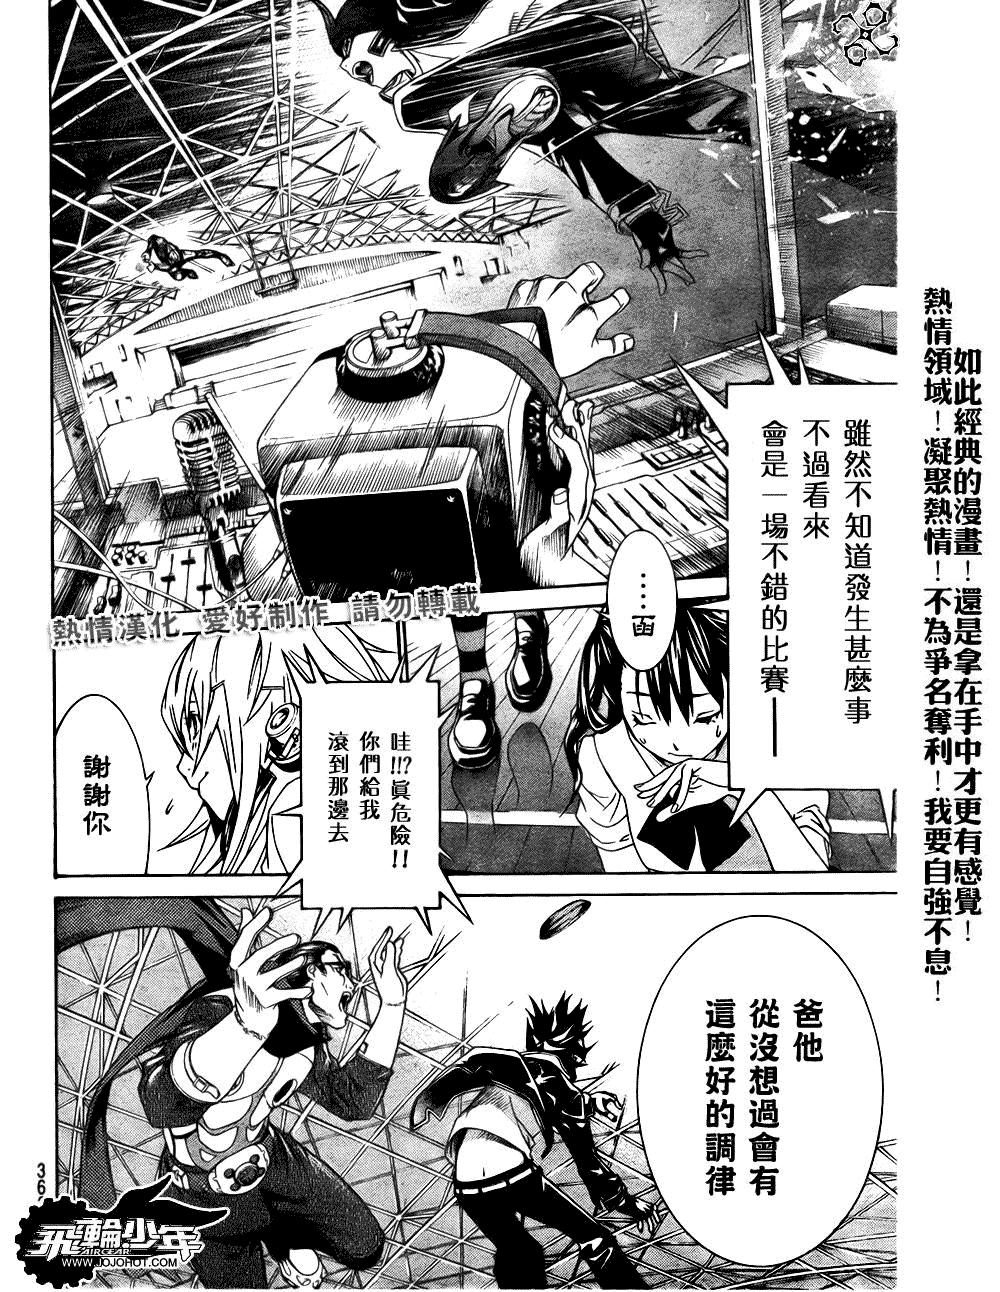 如此經典的漫畫！還是拿在手中才更有感覺！
熱情領域！凝聚熱情！不為爭名奪利！我要自強不息！
雖然不知道發生甚麼事
不過看來
會是一場不錯的比賽——
……
哇!!?真危險!!
你們給我
滾到那邊去
謝謝你
熱情漢化 愛好制作 請勿轉載
爸他
從沒想過會有
這麼好的調律
36
飛輪少年
AIRGEAR
WWW.JOJOHOT.COM